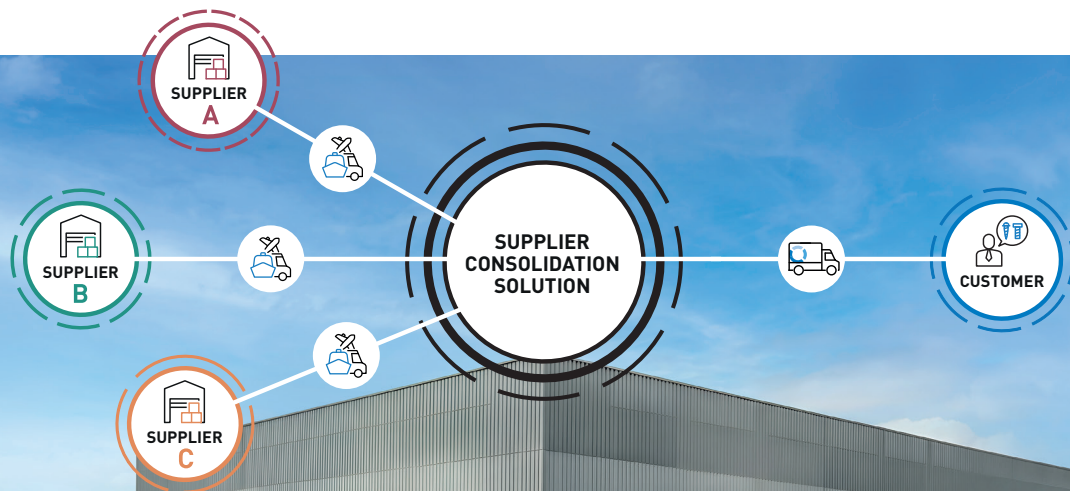 SUPPLIER
A
SUPPLIER
B
SUPPLIER
C
SUPPLIER
CONSOLIDATION
SOLUTION
CUSTOMER